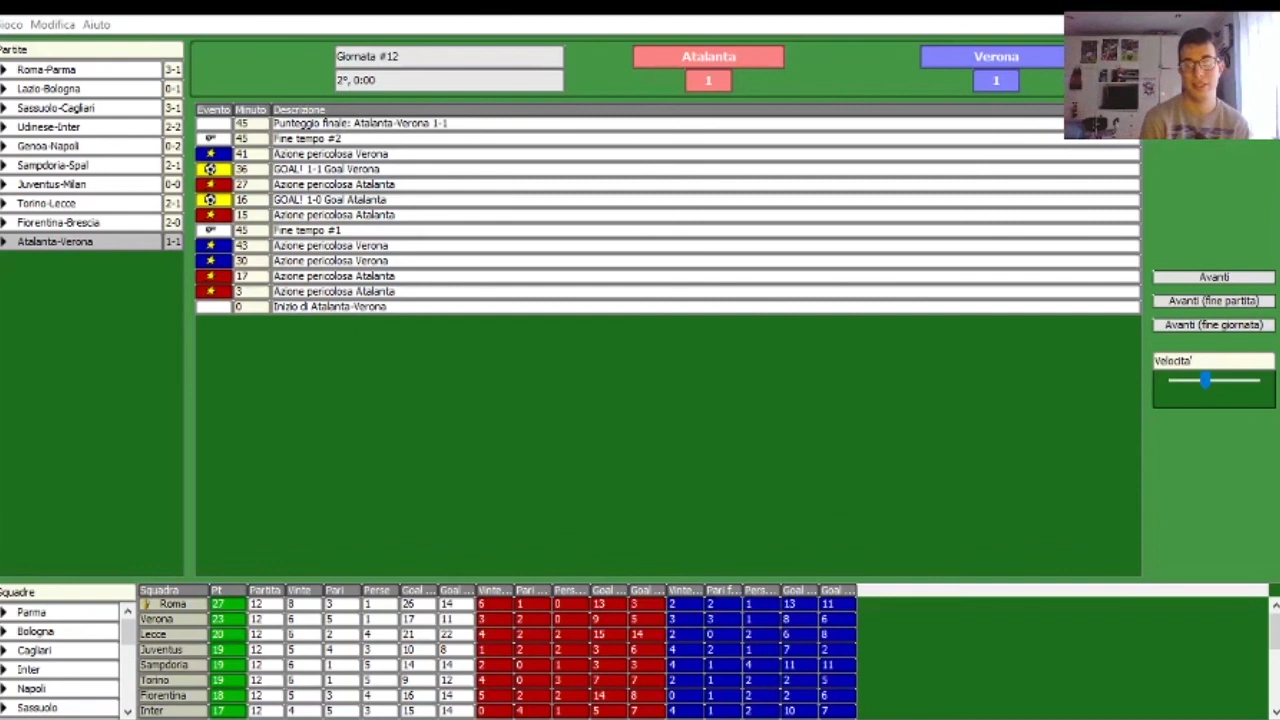 ioco Modifica Aiuto
Partite
Roma-Parma 3-1
Lazio-Bologna 0-1
Sassuolo-Cagliari 3-1
Udinese-Inter 2-2
Genoa-Napoli 0-2
Sampdoria-Spal 2-1
Juventus-Milan 0-0
Torino-Lecce 2-1
Fiorentina-Brescia 2-0
Atalanta-Verona 1-1
Giornata #12
2°, 0:00
Atalanta
1
Verona
1
Evento Minuto Descrizione
45 Punteggio finale: Atalanta-Verona 1-1
45 Fine tempo #2
41 Azione pericolosa Verona
36 GOAL! 1-1 Goal Verona
27 Azione pericolosa Atalanta
16 GOAL! 1-0 Goal Atalanta
15 Azione pericolosa Atalanta
45 Fine tempo #1
43 Azione pericolosa Verona
30 Azione pericolosa Verona
17 Azione pericolosa Atalanta
3 Azione pericolosa Atalanta
0 Inizio di Atalanta-Verona
Avanti
Avanti (fine partita)
Avanti (fine giornata)
Velocita'
Squadre
Parma
Bologna
Cagliari
Inter
Napoli
Sassuolo
Squadra Pt Partita Vinte Pari Perse Goal ... Goal ... Vinte... Pari ... Pers... Goal ... Goal ... Vinte... Pari f... Pers... Goal ... Goal ...
Roma 27 12 8 3 1 26 14 6 1 0 13 3 2 2 1 13 11
Verona 23 12 6 5 1 17 11 3 2 0 9 5 3 3 1 8 6
Lecce 20 12 6 2 4 21 22 4 2 2 15 14 2 0 2 6 8
Juventus 19 12 5 4 3 10 8 1 2 2 3 6 4 2 1 7 2
Sampdoria 19 12 6 1 5 14 14 2 0 1 3 3 4 1 4 11 11
Torino 19 12 6 1 5 9 12 4 0 3 7 7 2 1 2 2 5
Fiorentina 18 12 5 3 4 16 14 5 2 2 14 8 0 1 2 2 6
Inter 17 12 4 5 3 15 14 0 4 1 5 7 4 1 2 10 7